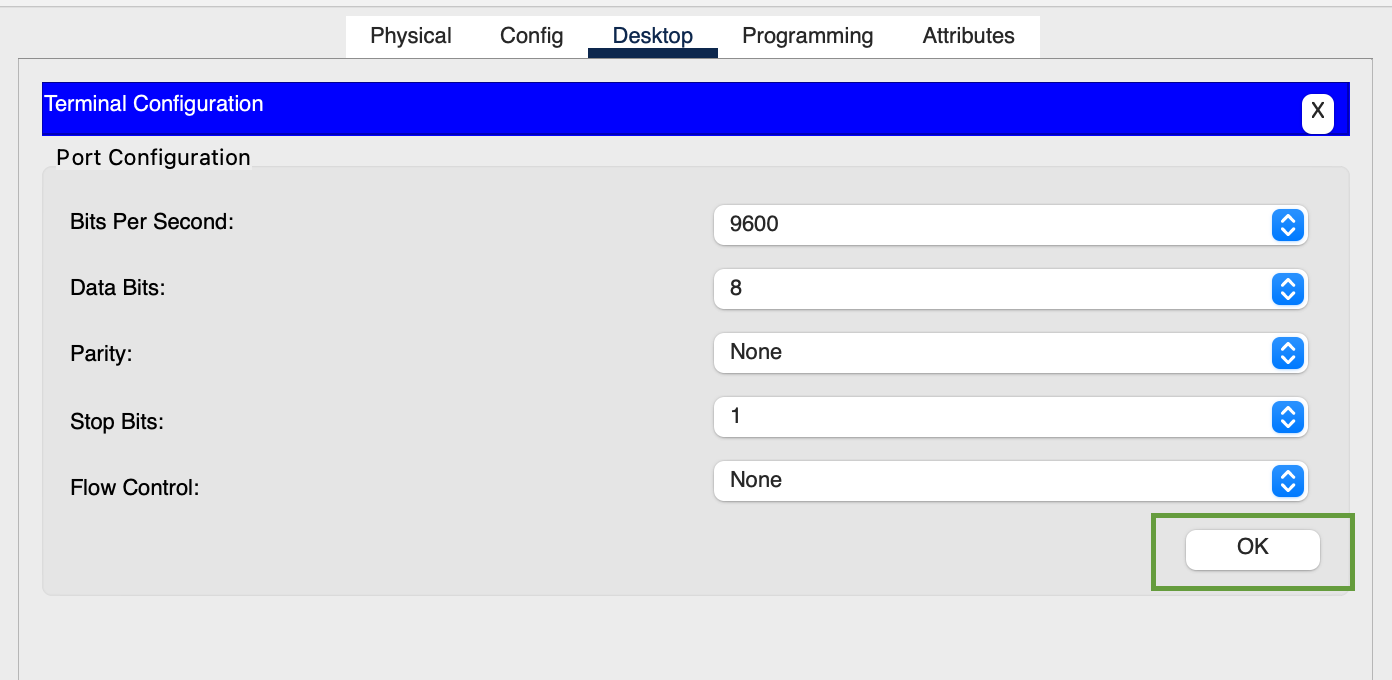 Physical Config Desktop Programming Attributes
Terminal Configuration X
Port Configuration
Bits Per Second: 9600
Data Bits: 8
Parity: None
Stop Bits: 1
Flow Control: None
OK